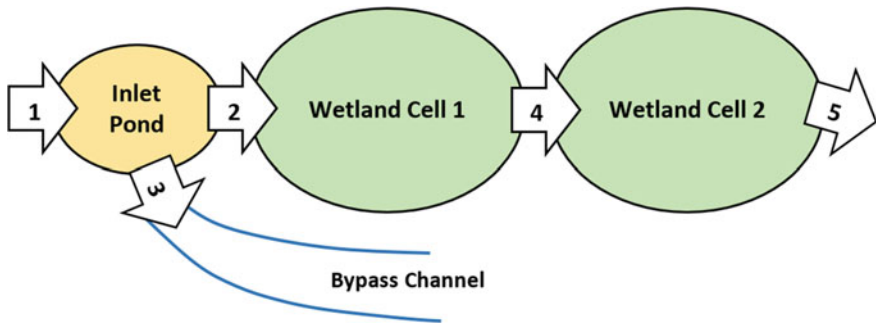 1
Inlet
Pond
2
Wetland Cell 1
4
Wetland Cell 2
5
3
Bypass Channel